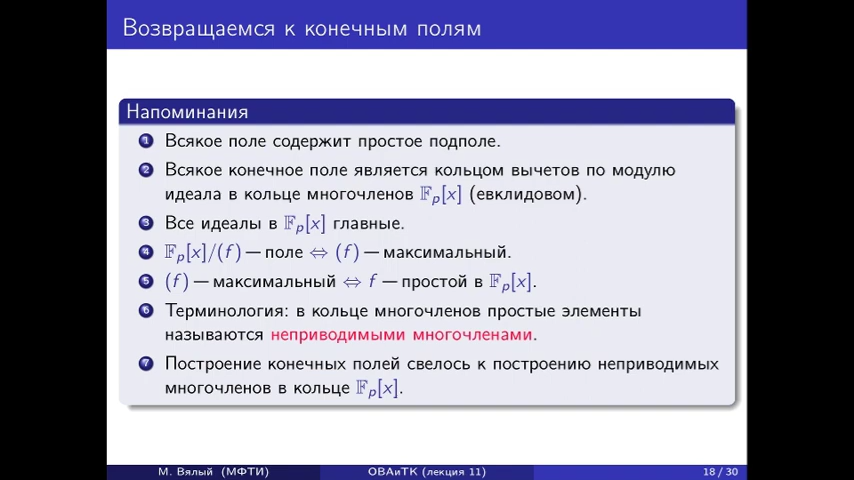 Возвращаемся к конечным полям
Напоминания
1 Всякое поле содержит простое подполе.
2 Всякое конечное поле является кольцом вычетов по модулю
идеала в кольце многочленов 𝔽p[x] (евклидовом).
3 Все идеалы в 𝔽p[x] главные.
4 𝔽p[x]/(f) — поле ⇔ (f) — максимальный.
5 (f) — максимальный ⇔ f — простой в 𝔽p[x].
6 Терминология: в кольце многочленов простые элементы
называются неприводимыми многочленами.
7 Построение конечных полей свелось к построению неприводимых
многочленов в кольце 𝔽p[x].
М. Вялый (МФТИ) ОВАиТК (лекция 11) 18 / 30